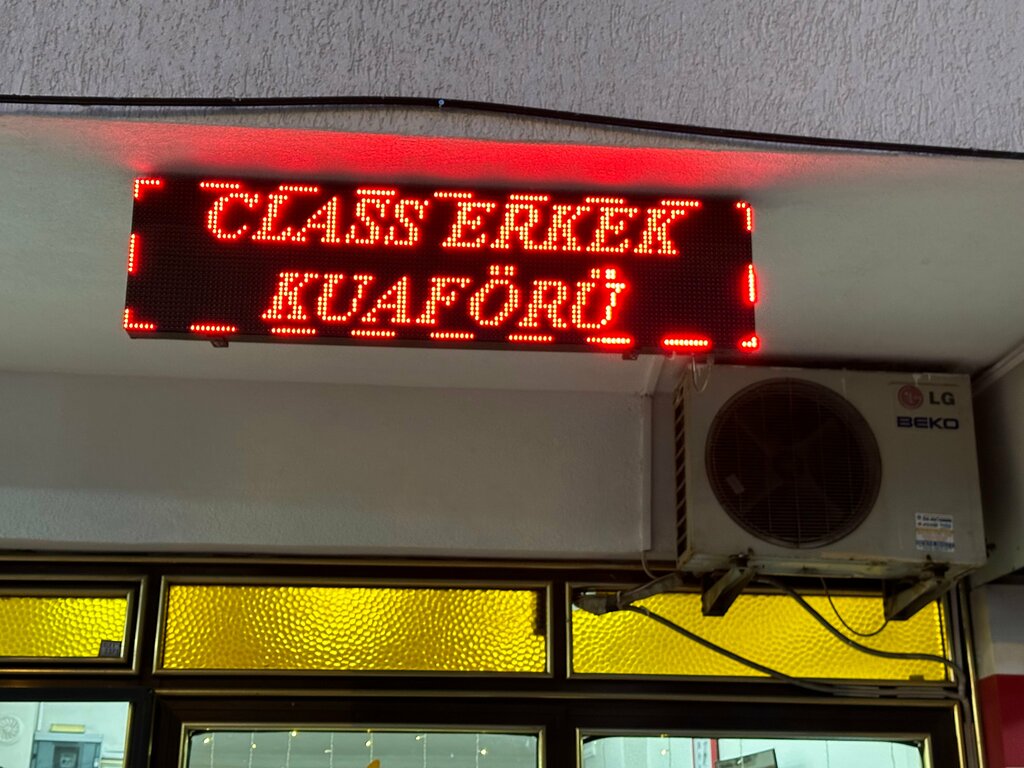 CLASS ERKEK
KUAFÖRÜ
LG
BEKO